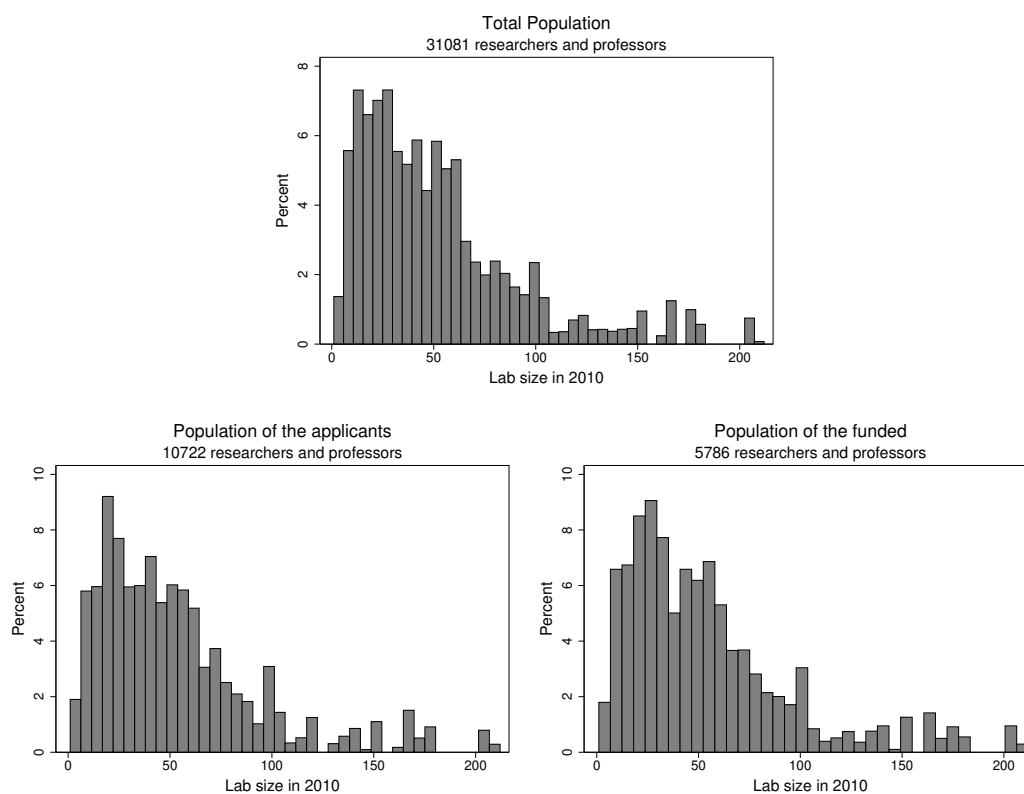 Total Population
31081 researchers and professors
8
6
4
2
0
Percent
0 50 100 150 200
Lab size in 2010
Population of the applicants
10722 researchers and professors
10
8
6
4
2
0
Percent
0 50 100 150 200
Lab size in 2010
Population of the funded
5786 researchers and professors
10
8
6
4
2
0
Percent
0 50 100 150 200
Lab size in 2010